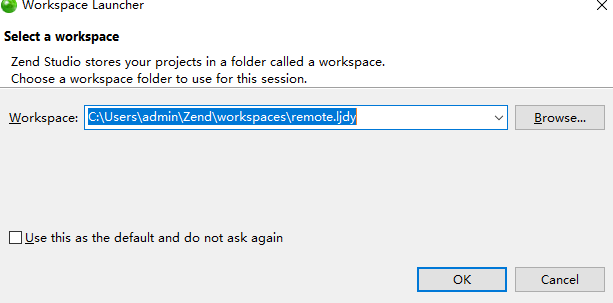 Workspace Launcher
Select a workspace
Zend Studio stores your projects in a folder called a workspace.
Choose a workspace folder to use for this session.
Workspace: C:\Users\admin\Zend\workspaces\remote.ljdy Browse...
Use this as the default and do not ask again
OK Cancel